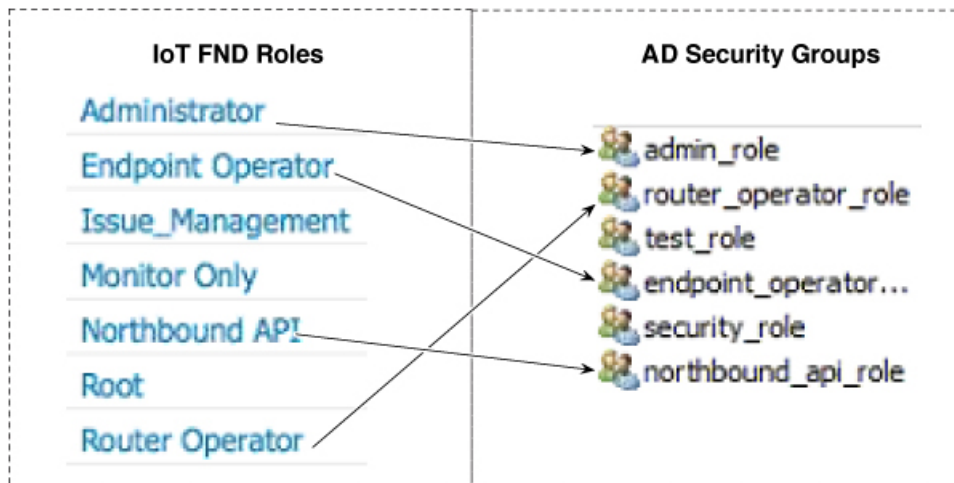 IoT FND Roles
Administrator
Endpoint Operator
Issue_Management
Monitor Only
Northbound API
Root
Router Operator
AD Security Groups
admin_role
router_operator_role
test_role
endpoint_operator...
security_role
northbound_api_role